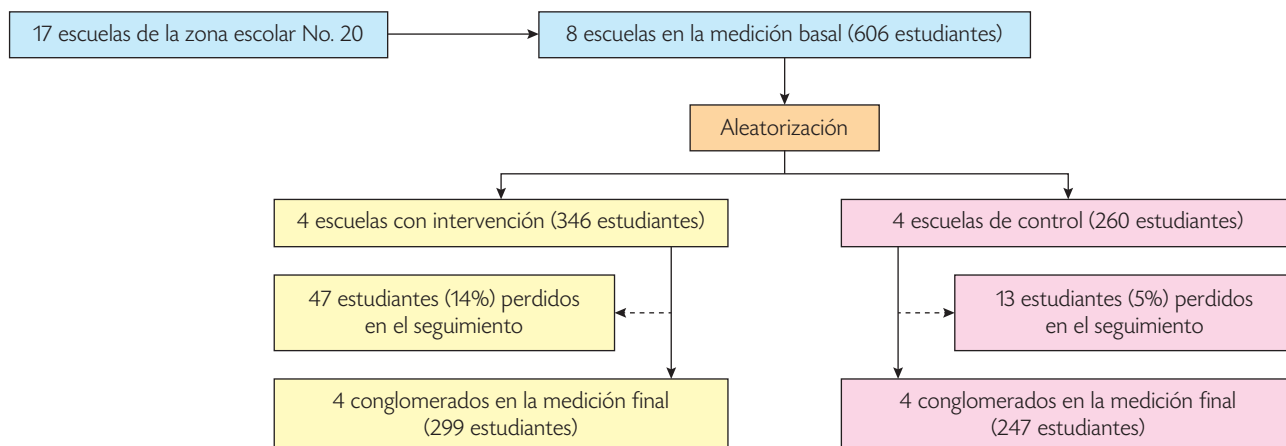 17 escuelas de la zona escolar No. 20
8 escuelas en la medición basal (606 estudiantes)
Aleatorización
4 escuelas con intervención (346 estudiantes)
4 escuelas de control (260 estudiantes)
47 estudiantes (14%) perdidos
en el seguimiento
13 estudiantes (5%) perdidos
en el seguimiento
4 conglomerados en la medición final
(299 estudiantes)
4 conglomerados en la medición final
(247 estudiantes)